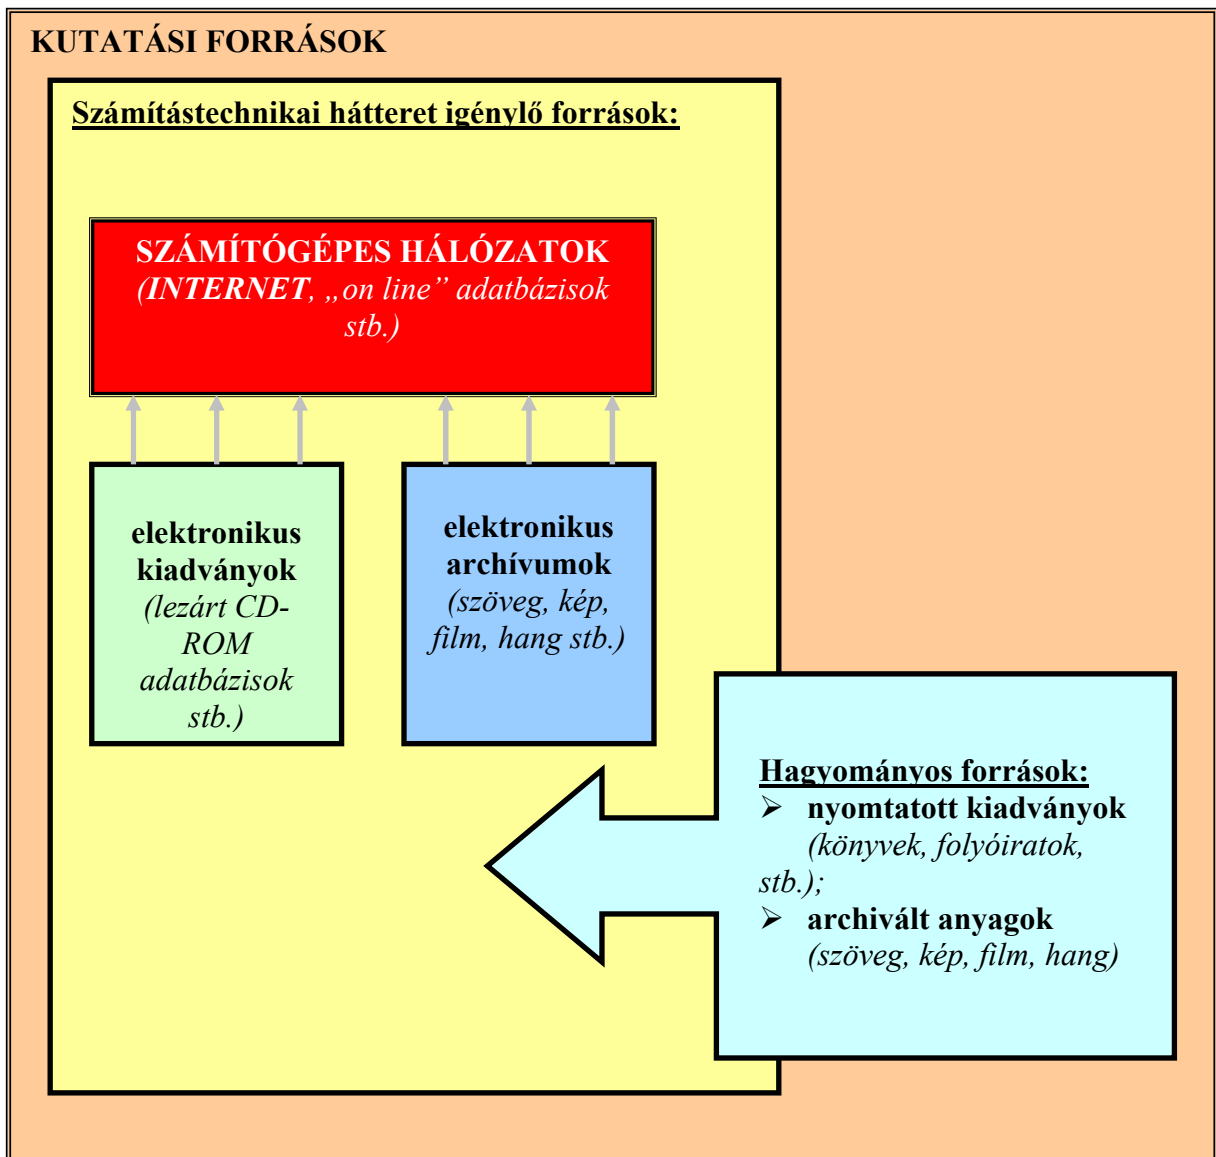 KUTATÁSI FORRÁSOK
Számítástechnikai hátteret igénylő források:
SZÁMÍTÓGÉPES HÁLÓZATOK
(INTERNET, „on line” adatbázisok
stb.)
elektronikus
kiadványok
(lezárt CD-
ROM
adatbázisok
stb.)
elektronikus
archívumok
(szöveg, kép,
film, hang stb.)
Hagyományos források:
➢ nyomtatott kiadványok
(könyvek, folyóiratok,
stb.);
➢ archivált anyagok
(szöveg, kép, film, hang)